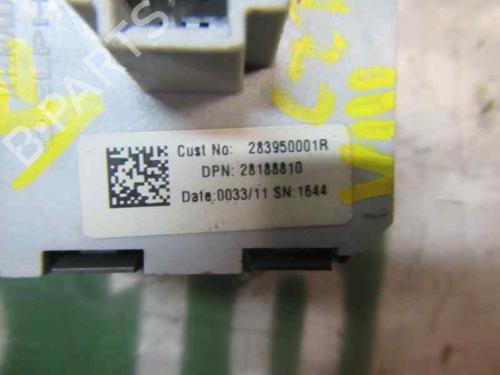 B-PARTS
Cust No: 283950001R
DPN: 28188810
Date:0033/11 SN:1644